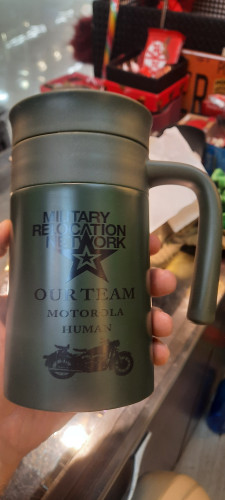 MILITARY
RELOCATION
NETWORK
OUR TEAM
MOTOROLA
HUMAN